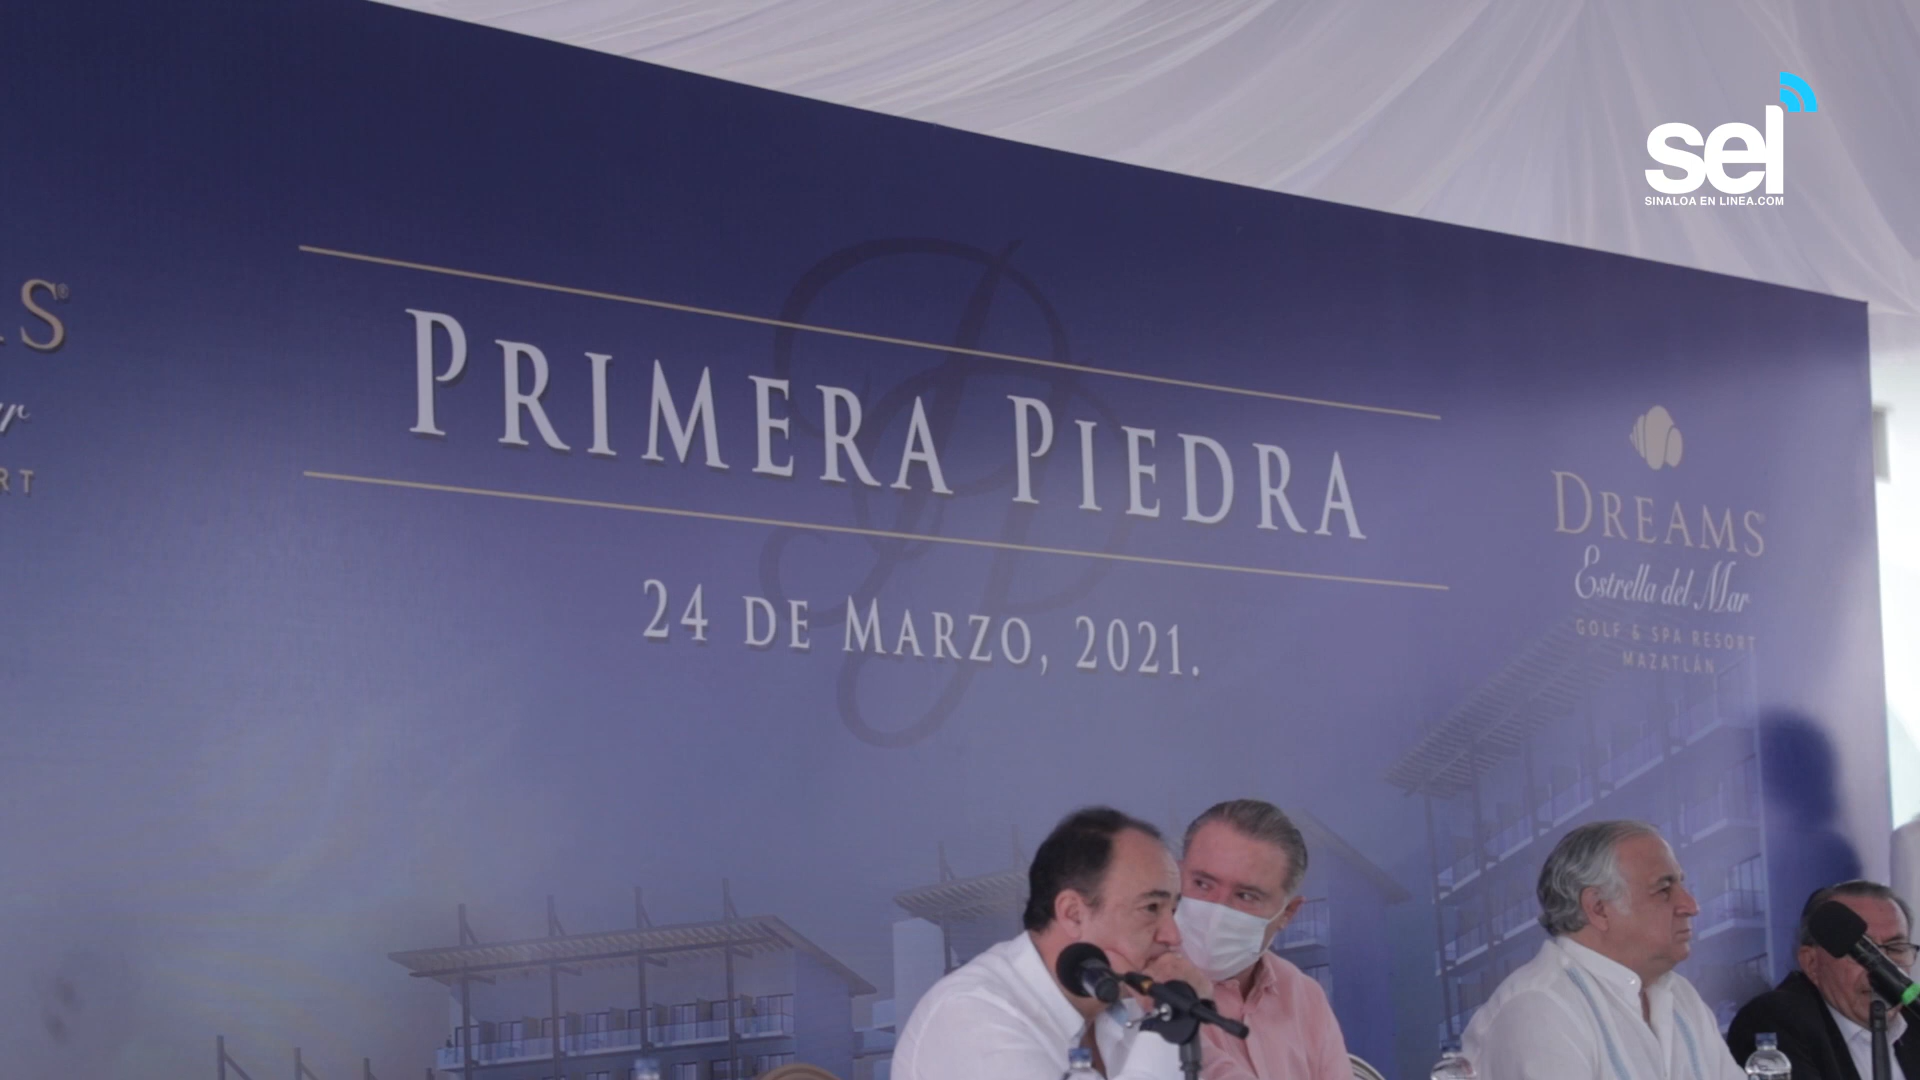 sel
SINALOA EN LINEA.COM
S®
PRIMERA PIEDRA
24 DE MARZO, 2021.
DREAMS
Estrella del Mar
GOLF & SPA RESORT
MAZATLÁN